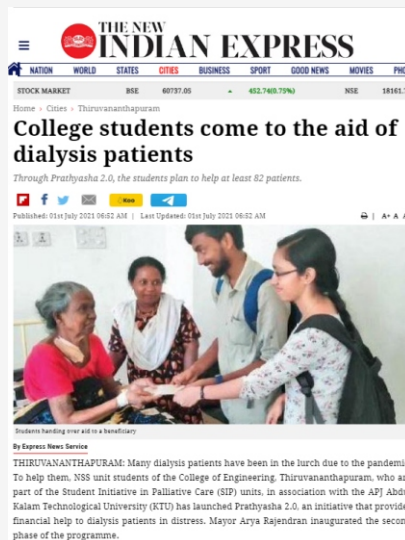 THE NEW
INDIAN EXPRESS
NATION WORLD STATES CITIES BUSINESS SPORT GOOD NEWS MOVIES PHO
STOCK MARKET BSE 60737.05 452.74(0.75%) NSE 18161.
Home › Cities › Thiruvananthapuram
College students come to the aid of
dialysis patients
Through Prathyasha 2.0, the students plan to help at least 82 patients.
Koo
Published: 01st July 2021 06:52 AM | Last Updated: 01st July 2021 06:52 AM | A+ A A
Students handing over aid to a beneficiary
By Express News Service
THIRUVANANTHAPURAM: Many dialysis patients have been in the lurch due to the pandemi
To help them, NSS unit students of the College of Engineering, Thiruvananthapuram, who ar
part of the Student Initiative in Palliative Care (SIP) units, in association with the APJ Abdu
Kalam Technological University (KTU) has launched Prathyasha 2.0, an initiative that provide
financial help to dialysis patients in distress. Mayor Arya Rajendran inaugurated the secon
phase of the programme.